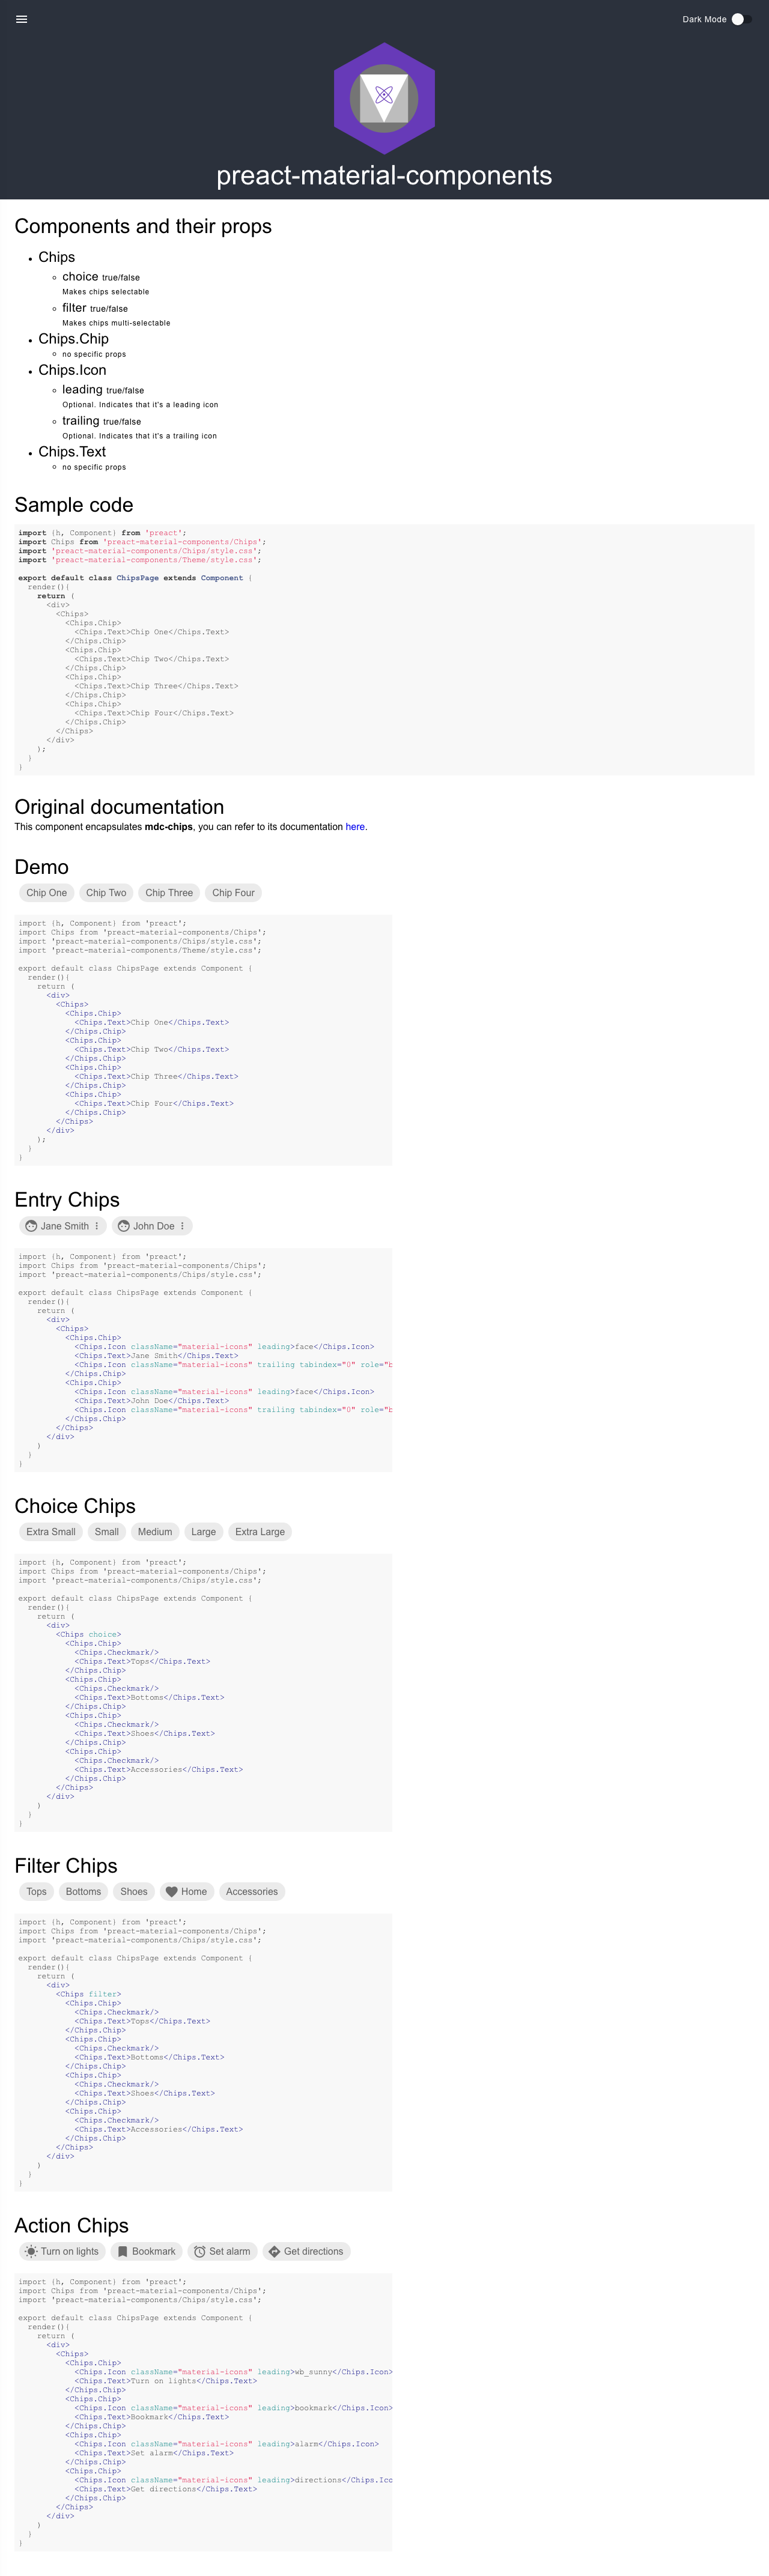 Dark Mode
preact-material-components
Components and their props
Chips
choice true/false
Makes chips selectable
filter true/false
Makes chips multi-selectable
Chips.Chip
no specific props
Chips.Icon
leading true/false
Optional. Indicates that it's a leading icon
trailing true/false
Optional. Indicates that it's a trailing icon
Chips.Text
no specific props
Sample code
import {h, Component} from 'preact';
import Chips from 'preact-material-components/Chips';
import 'preact-material-components/Chips/style.css';
import 'preact-material-components/Theme/style.css';
export default class ChipsPage extends Component {
render(){
return (
<div>
<Chips>
<Chips.Chip>
<Chips.Text>Chip One</Chips.Text>
</Chips.Chip>
<Chips.Chip>
<Chips.Text>Chip Two</Chips.Text>
</Chips.Chip>
<Chips.Chip>
<Chips.Text>Chip Three</Chips.Text>
</Chips.Chip>
<Chips.Chip>
<Chips.Text>Chip Four</Chips.Text>
</Chips.Chip>
</Chips>
</div>
);
}
}
Original documentation
This component encapsulates mdc-chips, you can refer to its documentation here.
Demo
Chip One Chip Two Chip Three Chip Four
import {h, Component} from 'preact';
import Chips from 'preact-material-components/Chips';
import 'preact-material-components/Chips/style.css';
import 'preact-material-components/Theme/style.css';
export default class ChipsPage extends Component {
render(){
return (
<div>
<Chips>
<Chips.Chip>
<Chips.Text>Chip One</Chips.Text>
</Chips.Chip>
<Chips.Chip>
<Chips.Text>Chip Two</Chips.Text>
</Chips.Chip>
<Chips.Chip>
<Chips.Text>Chip Three</Chips.Text>
</Chips.Chip>
<Chips.Chip>
<Chips.Text>Chip Four</Chips.Text>
</Chips.Chip>
</Chips>
</div>
);
}
}
Entry Chips
Jane Smith John Doe
import {h, Component} from 'preact';
import Chips from 'preact-material-components/Chips';
import 'preact-material-components/Chips/style.css';
export default class ChipsPage extends Component {
render(){
return (
<div>
<Chips>
<Chips.Chip>
<Chips.Icon className="material-icons" leading>face</Chips.Icon>
<Chips.Text>Jane Smith</Chips.Text>
<Chips.Icon className="material-icons" trailing tabindex="0" role="b
</Chips.Chip>
<Chips.Chip>
<Chips.Icon className="material-icons" leading>face</Chips.Icon>
<Chips.Text>John Doe</Chips.Text>
<Chips.Icon className="material-icons" trailing tabindex="0" role="b
</Chips.Chip>
</Chips>
</div>
)
}
}
Choice Chips
Extra Small Small Medium Large Extra Large
import {h, Component} from 'preact';
import Chips from 'preact-material-components/Chips';
import 'preact-material-components/Chips/style.css';
export default class ChipsPage extends Component {
render(){
return (
<div>
<Chips choice>
<Chips.Chip>
<Chips.Checkmark/>
<Chips.Text>Tops</Chips.Text>
</Chips.Chip>
<Chips.Chip>
<Chips.Checkmark/>
<Chips.Text>Bottoms</Chips.Text>
</Chips.Chip>
<Chips.Chip>
<Chips.Checkmark/>
<Chips.Text>Shoes</Chips.Text>
</Chips.Chip>
<Chips.Chip>
<Chips.Checkmark/>
<Chips.Text>Accessories</Chips.Text>
</Chips.Chip>
</Chips>
</div>
)
}
}
Filter Chips
Tops Bottoms Shoes Home Accessories
import {h, Component} from 'preact';
import Chips from 'preact-material-components/Chips';
import 'preact-material-components/Chips/style.css';
export default class ChipsPage extends Component {
render(){
return (
<div>
<Chips filter>
<Chips.Chip>
<Chips.Checkmark/>
<Chips.Text>Tops</Chips.Text>
</Chips.Chip>
<Chips.Chip>
<Chips.Checkmark/>
<Chips.Text>Bottoms</Chips.Text>
</Chips.Chip>
<Chips.Chip>
<Chips.Checkmark/>
<Chips.Text>Shoes</Chips.Text>
</Chips.Chip>
<Chips.Chip>
<Chips.Checkmark/>
<Chips.Text>Accessories</Chips.Text>
</Chips.Chip>
</Chips>
</div>
)
}
}
Action Chips
Turn on lights Bookmark Set alarm Get directions
import {h, Component} from 'preact';
import Chips from 'preact-material-components/Chips';
import 'preact-material-components/Chips/style.css';
export default class ChipsPage extends Component {
render(){
return (
<div>
<Chips>
<Chips.Chip>
<Chips.Icon className="material-icons" leading>wb_sunny</Chips.Icon>
<Chips.Text>Turn on lights</Chips.Text>
</Chips.Chip>
<Chips.Chip>
<Chips.Icon className="material-icons" leading>bookmark</Chips.Icon>
<Chips.Text>Bookmark</Chips.Text>
</Chips.Chip>
<Chips.Chip>
<Chips.Icon className="material-icons" leading>alarm</Chips.Icon>
<Chips.Text>Set alarm</Chips.Text>
</Chips.Chip>
<Chips.Chip>
<Chips.Icon className="material-icons" leading>directions</Chips.Ico
<Chips.Text>Get directions</Chips.Text>
</Chips.Chip>
</Chips>
</div>
)
}
}